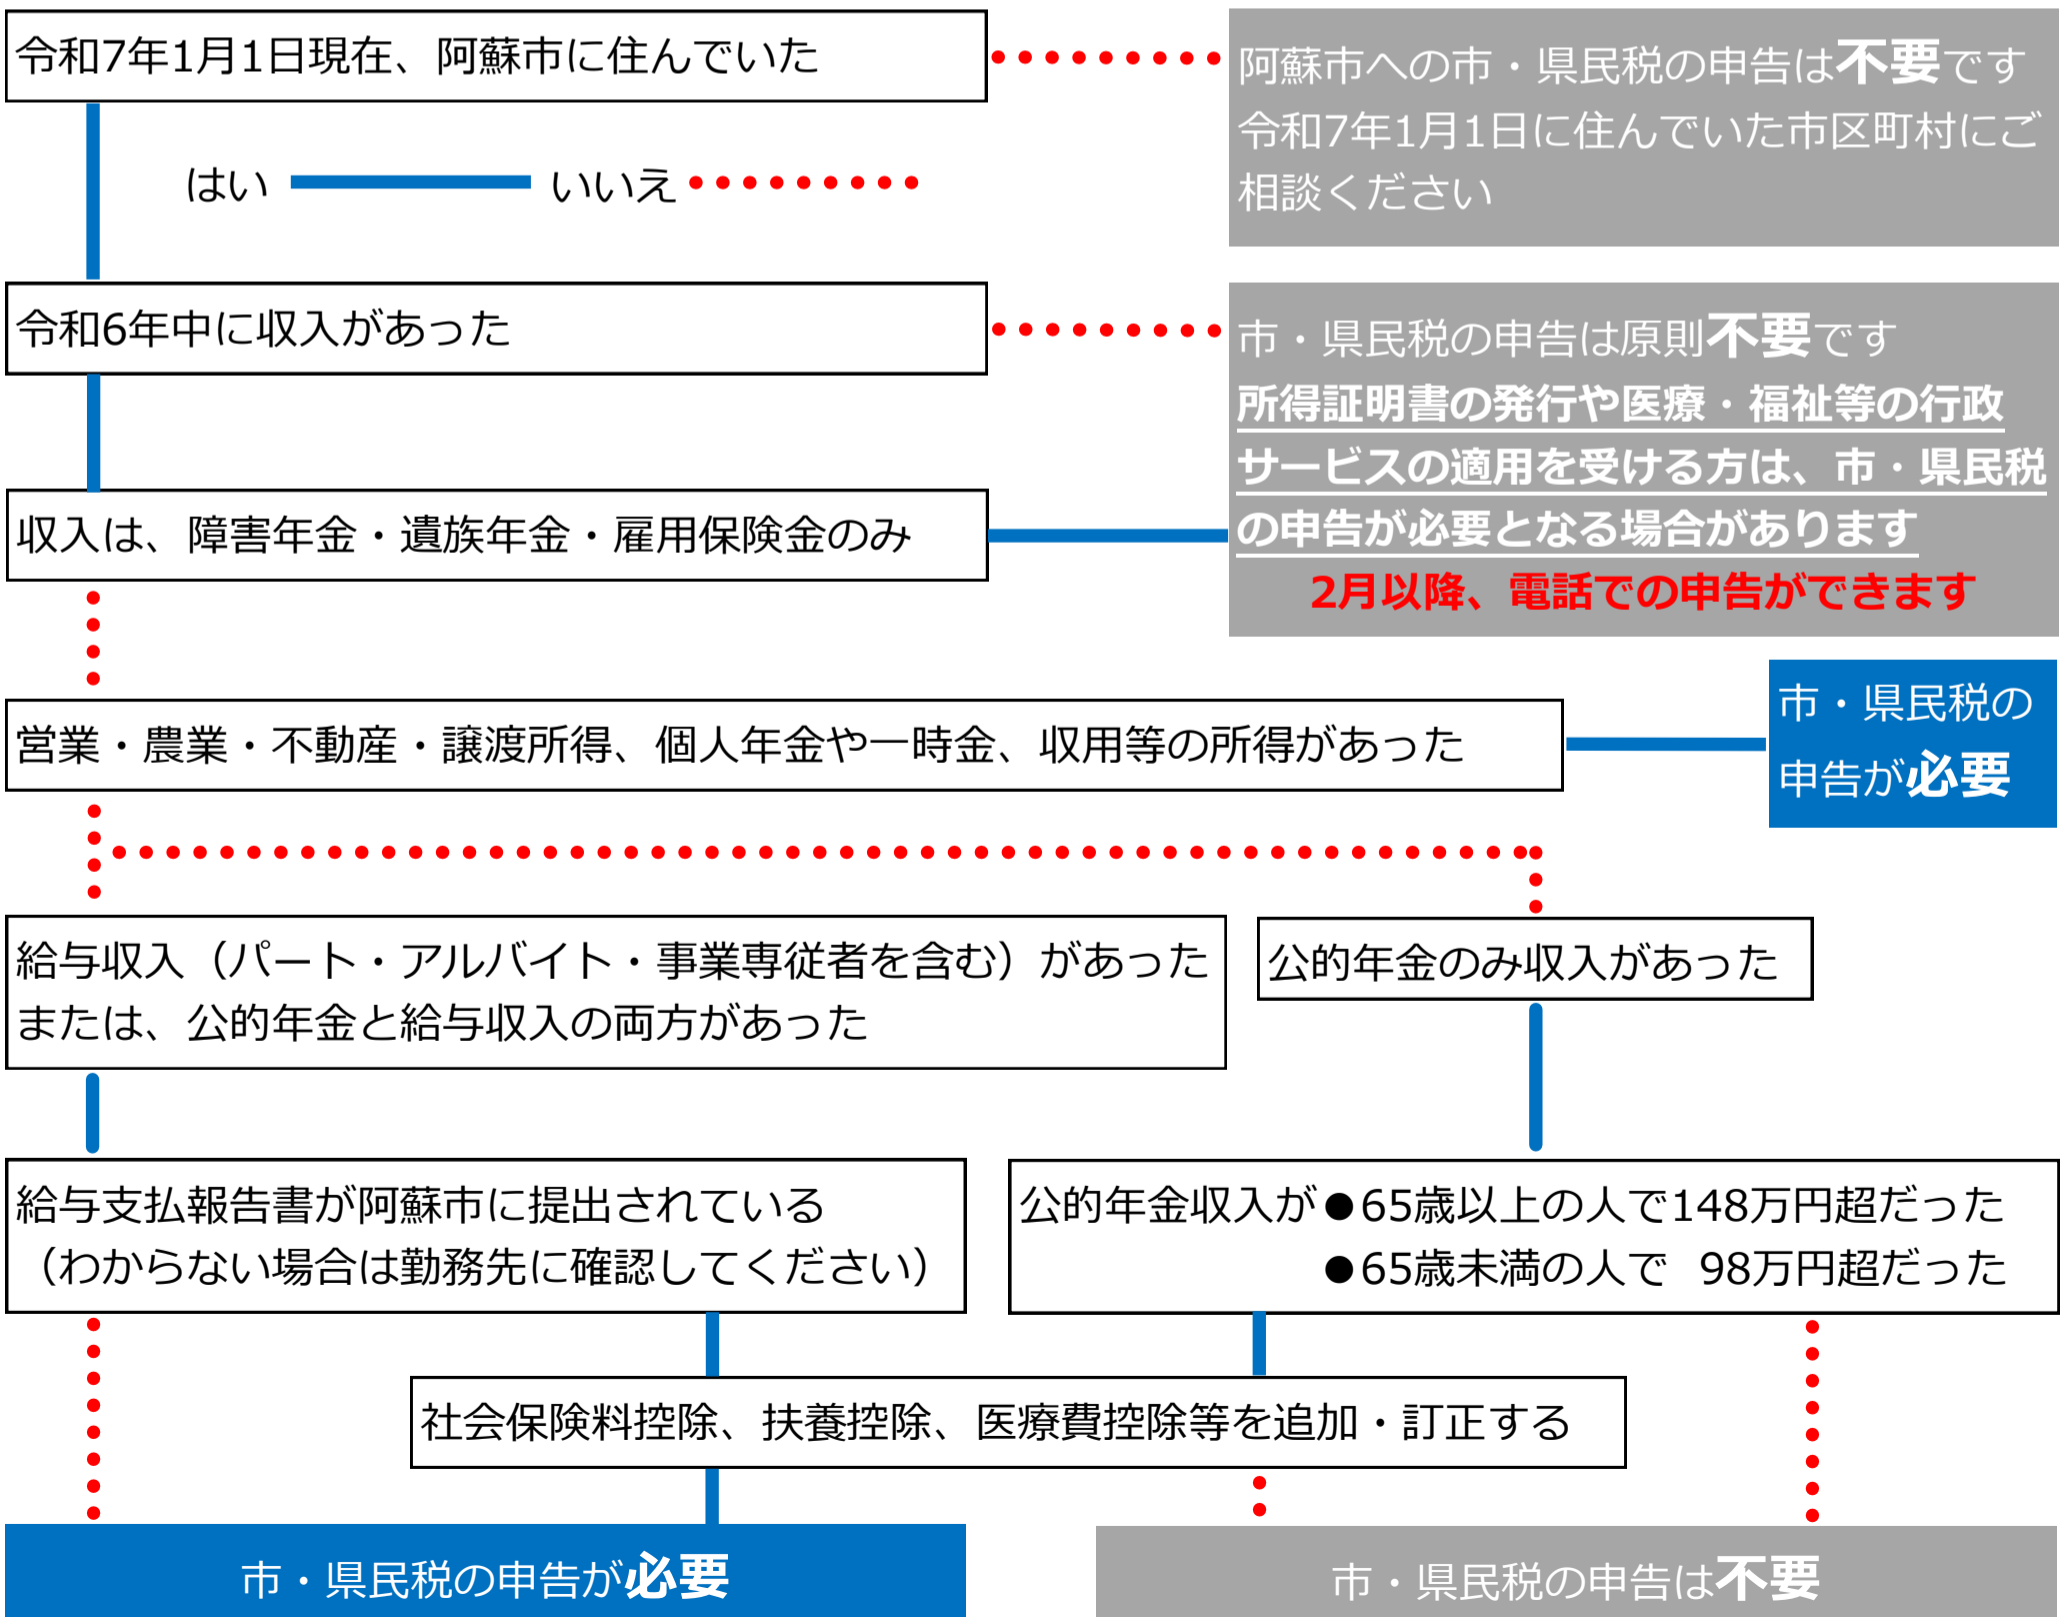 令和7年1月1日現在、阿蘇市に住んでいた
阿蘇市への市・県民税の申告は不要です
令和7年1月1日に住んでいた市区町村にご
相談ください
はい
いいえ
令和6年中に収入があった
市・県民税の申告は原則不要です
所得証明書の発行や医療・福祉等の行政
サービスの適用を受ける方は、市・県民税
の申告が必要となる場合があります
2月以降、電話での申告ができます
収入は、障害年金・遺族年金・雇用保険金のみ
営業・農業・不動産・譲渡所得、個人年金や一時金、収用等の所得があった
市・県民税の
申告が必要
給与収入（パート・アルバイト・事業専従者を含む）があった
または、公的年金と給与収入の両方があった
公的年金のみ収入があった
給与支払報告書が阿蘇市に提出されている
（わからない場合は勤務先に確認してください）
公的年金収入が●65歳以上の人で148万円超だった
●65歳未満の人で 98万円超だった
社会保険料控除、扶養控除、医療費控除等を追加・訂正する
市・県民税の申告が必要
市・県民税の申告は不要